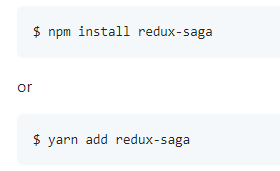 $ npm install redux-saga
or
$ yarn add redux-saga